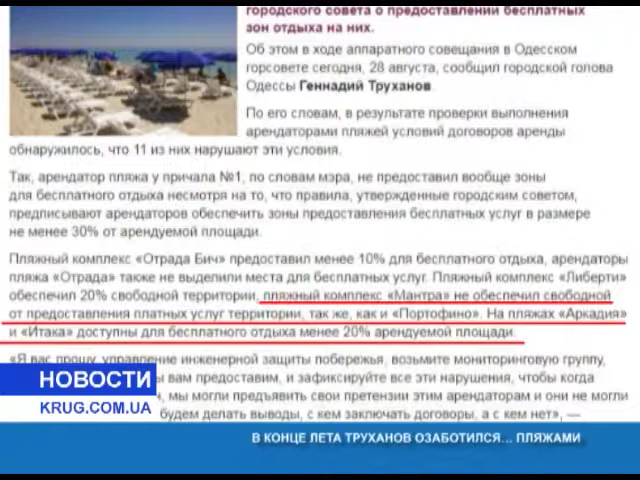 городского совета о предоставлении бесплатных
зон отдыха на них.
Об этом в ходе аппаратного совещания в Одесском
горсовете сегодня, 28 августа, сообщил городской голова
Одессы Геннадий Труханов.
По его словам, в результате проверки выполнения
арендаторами пляжей условий договоров аренды
обнаружилось, что 11 из них нарушают эти условия.
Так, арендатор пляжа у причала №1, по словам мэра, не предоставил вообще зоны
для бесплатного отдыха несмотря на то, что правила, утвержденные городским советом,
предписывают арендаторов обеспечить зоны предоставления бесплатных услуг в размере
не менее 30% от арендуемой площади.
Пляжный комплекс «Отрада Бич» предоставил менее 10% для бесплатного отдыха, арендаторы
пляжа «Отрада» также не выделили места для бесплатных услуг. Пляжный комплекс «Либерти»
обеспечил 20% свободной территории, пляжный комплекс «Мантра» не обеспечил свободной
от предоставления платных услуг территории, так же, как и «Портофино». На пляжах «Аркадия»
и «Итака» доступны для бесплатного отдыха менее 20% арендуемой площади.
«Я вас прошу, управление инженерной защиты побережья, возьмите мониторинговую группу,
вам предоставим, и зафиксируйте все эти нарушения, чтобы когда
мы могли предъявить свои претензии этим арендаторам и они не могли
будем делать выводы, с кем заключать договоры, а с кем нет», —
НОВОСТИ
KRUG.COM.UA
В КОНЦЕ ЛЕТА ТРУХАНОВ ОЗАБОТИЛСЯ... ПЛЯЖАМИ